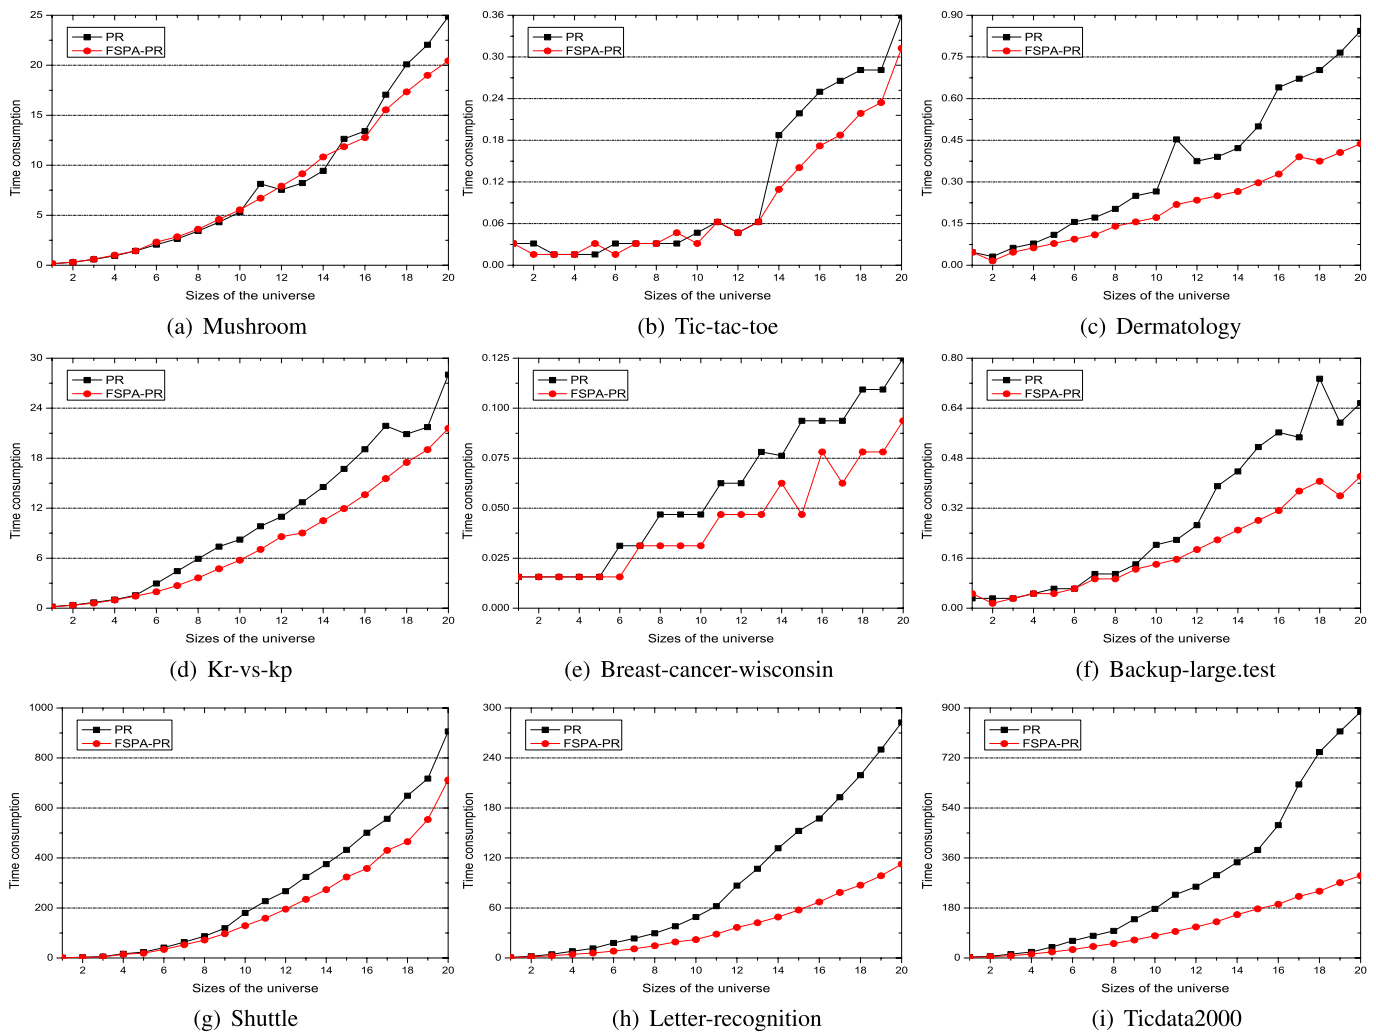 25
20
15
10
5
0
Time consumption
PR
FSPA-PR
2 4 6 8 10 12 14 16 18 20
Sizes of the universe
(a) Mushroom
0.36
0.30
0.24
0.18
0.12
0.06
0.00
Time consumption
PR
FSPA-PR
2 4 6 8 10 12 14 16 18 20
Sizes of the universe
(b) Tic-tac-toe
0.90
0.75
0.60
0.45
0.30
0.15
0.00
Time consumption
PR
FSPA-PR
2 4 6 8 10 12 14 16 18 20
Sizes of the universe
(c) Dermatology
30
24
18
12
6
0
Time consumption
PR
FSPA-PR
2 4 6 8 10 12 14 16 18 20
Sizes of the universe
(d) Kr-vs-kp
0.125
0.100
0.075
0.050
0.025
0.000
Time consumption
PR
FSPA-PR
2 4 6 8 10 12 14 16 18 20
Sizes of the universe
(e) Breast-cancer-wisconsin
0.80
0.64
0.48
0.32
0.16
0.00
Time consumption
PR
FSPA-PR
2 4 6 8 10 12 14 16 18 20
Sizes of the universe
(f) Backup-large.test
1000
800
600
400
200
0
Time consumption
PR
FSPA-PR
2 4 6 8 10 12 14 16 18 20
Sizes of the universe
(g) Shuttle
300
240
180
120
60
0
Time consumption
PR
FSPA-PR
2 4 6 8 10 12 14 16 18 20
Sizes of the universe
(h) Letter-recognition
900
720
540
360
180
0
Time consumption
PR
FSPA-PR
2 4 6 8 10 12 14 16 18 20
Sizes of the universe
(i) Ticdata2000